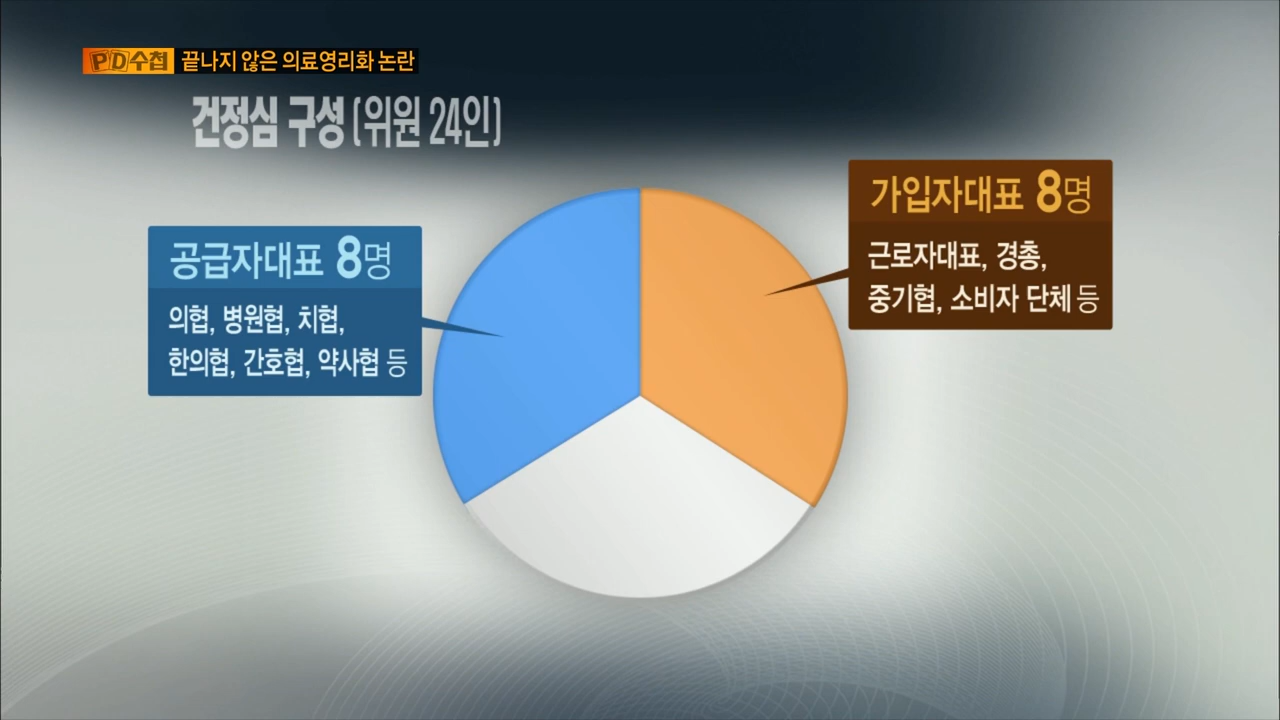 PD수첩 끝나지 않은 의료영리화 논란
건정심 구성 (위원 24인)
가입자대표 8명
근로자대표, 경총,
중기협, 소비자 단체 등
공급자대표 8명
의협, 병원협, 치협,
한의협, 간호협, 약사협 등